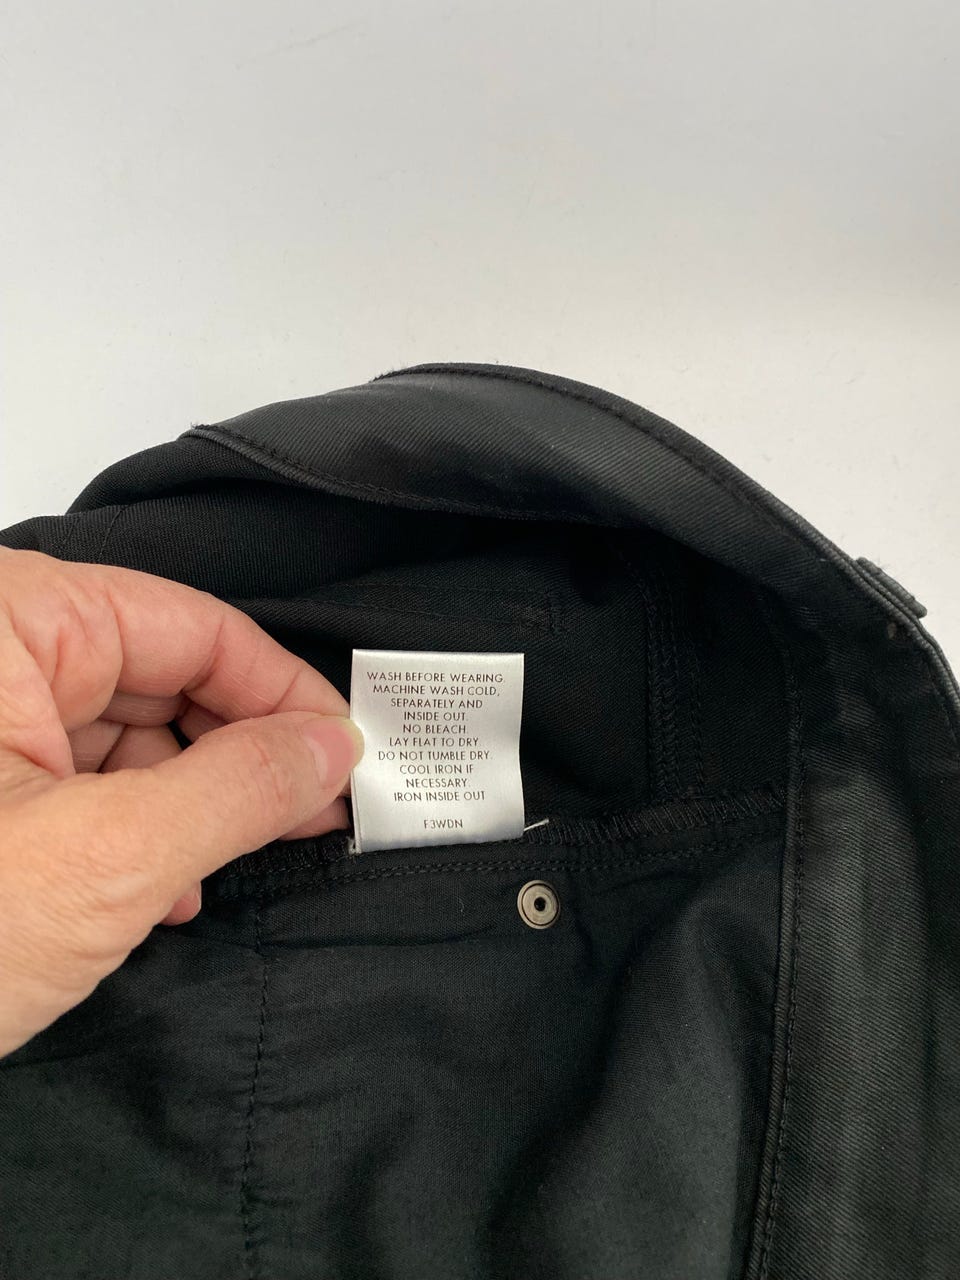 WASH BEFORE WEARING.
MACHINE WASH COLD,
SEPARATELY AND
INSIDE OUT.
NO BLEACH.
LAY FLAT TO DRY.
DO NOT TUMBLE DRY.
COOL IRON IF
NECESSARY.
IRON INSIDE OUT
F3WDN